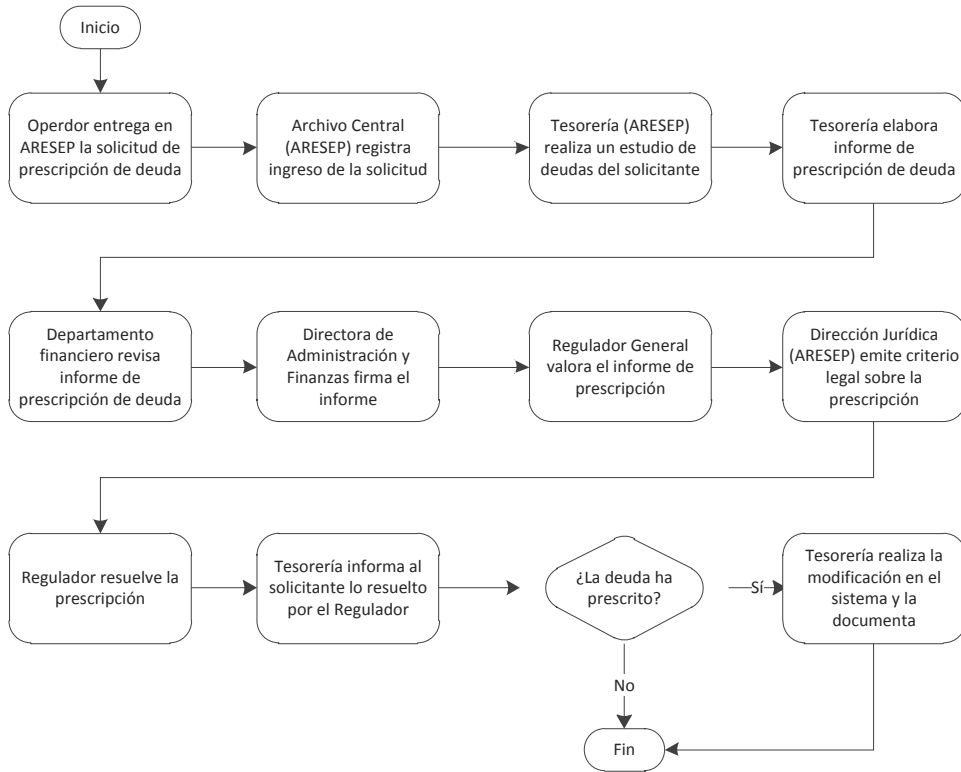 Inicio
Operdor entrega en
ARESEP la solicitud de
prescripción de deuda
Archivo Central
(ARESEP) registra
ingreso de la solicitud
Tesorería (ARESEP)
realiza un estudio de
deudas del solicitante
Tesorería elabora
informe de
prescripción de deuda
Departamento
financiero revisa
informe de
prescripción de deuda
Directora de
Administración y
Finanzas firma el
informe
Regulador General
valora el informe de
prescripción
Dirección Jurídica
(ARESEP) emite criterio
legal sobre la
prescripción
Regulador resuelve la
prescripción
Tesorería informa al
solicitante lo resuelto
por el Regulador
¿La deuda ha
prescrito?
Sí
Tesorería realiza la
modificación en el
sistema y la
documenta
No
Fin